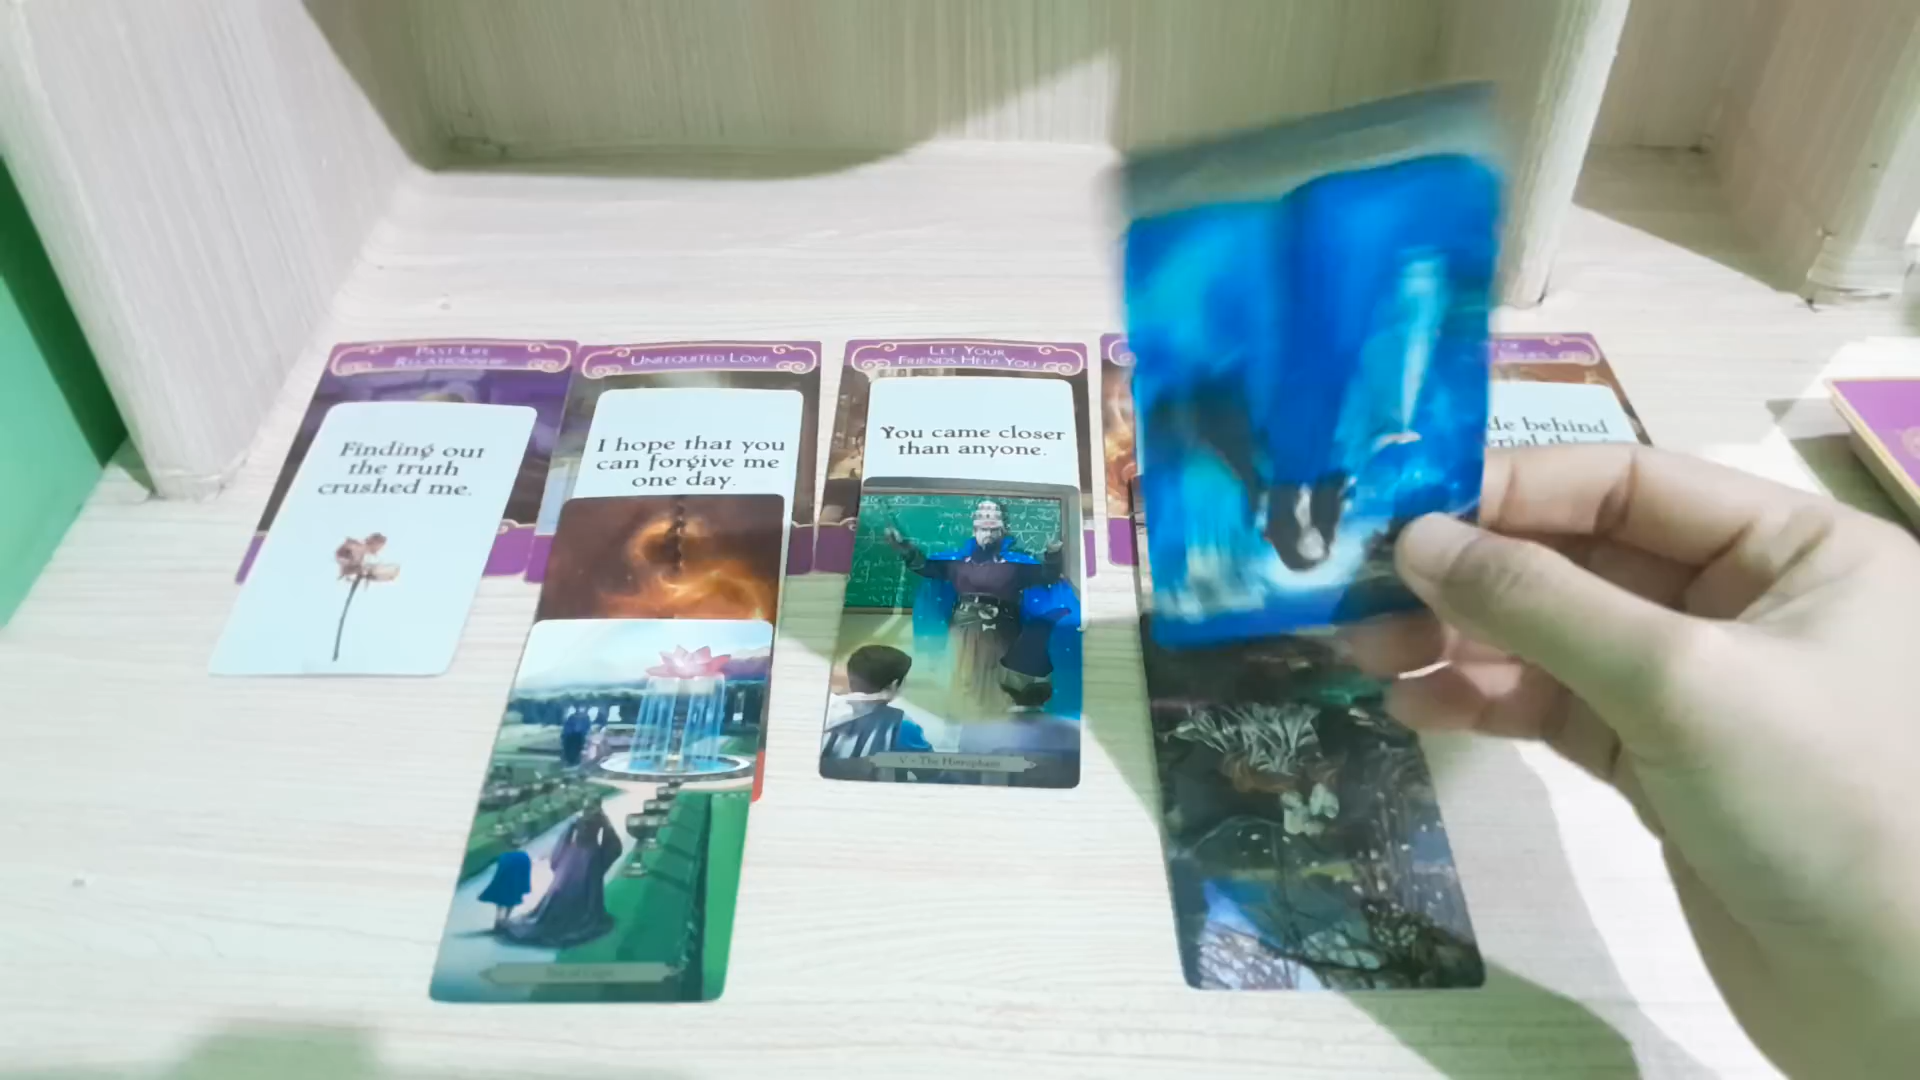 PAST-LIFE
RELATIONSHIP
UNREQUITED LOVE
LET YOUR
FRIENDS HELP YOU
Finding out
the truth
crushed me.
I hope that you
can forgive me
one day.
You came closer
than anyone.
behind
V - The Hierophant